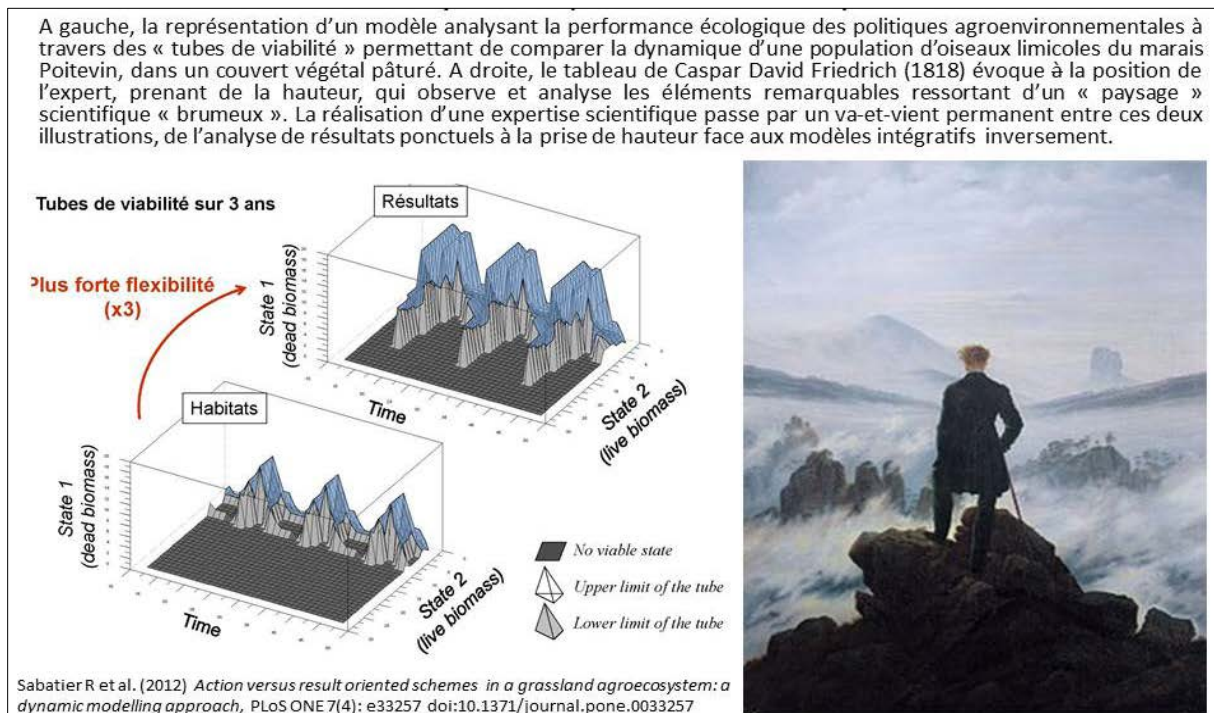 A gauche, la représentation d'un modèle analysant la performance écologique des politiques agroenvironnementales à
travers des « tubes de viabilité » permettant de comparer la dynamique d'une population d'oiseaux limicoles du marais
Poitevin, dans un couvert végétal pâturé. A droite, le tableau de Caspar David Friedrich (1818) évoque à la position de
l'expert, prenant de la hauteur, qui observe et analyse les éléments remarquables ressortant d'un « paysage »
scientifique « brumeux ». La réalisation d'une expertise scientifique passe par un va-et-vient permanent entre ces deux
illustrations, de l'analyse de résultats ponctuels à la prise de hauteur face aux modèles intégratifs inversement.
Tubes de viabilité sur 3 ans
Résultats
Plus forte flexibilité
(x3)
State 1
(dead biomass)
Time
State 2
(live biomass)
Habitats
State 1
(dead biomass)
Time
State 2
(live biomass)
No viable state
Upper limit of the tube
Lower limit of the tube
Sabatier R et al. (2012) Action versus result oriented schemes in a grassland agroecosystem: a
dynamic modelling approach, PLoS ONE 7(4): e33257 doi:10.1371/journal.pone.0033257